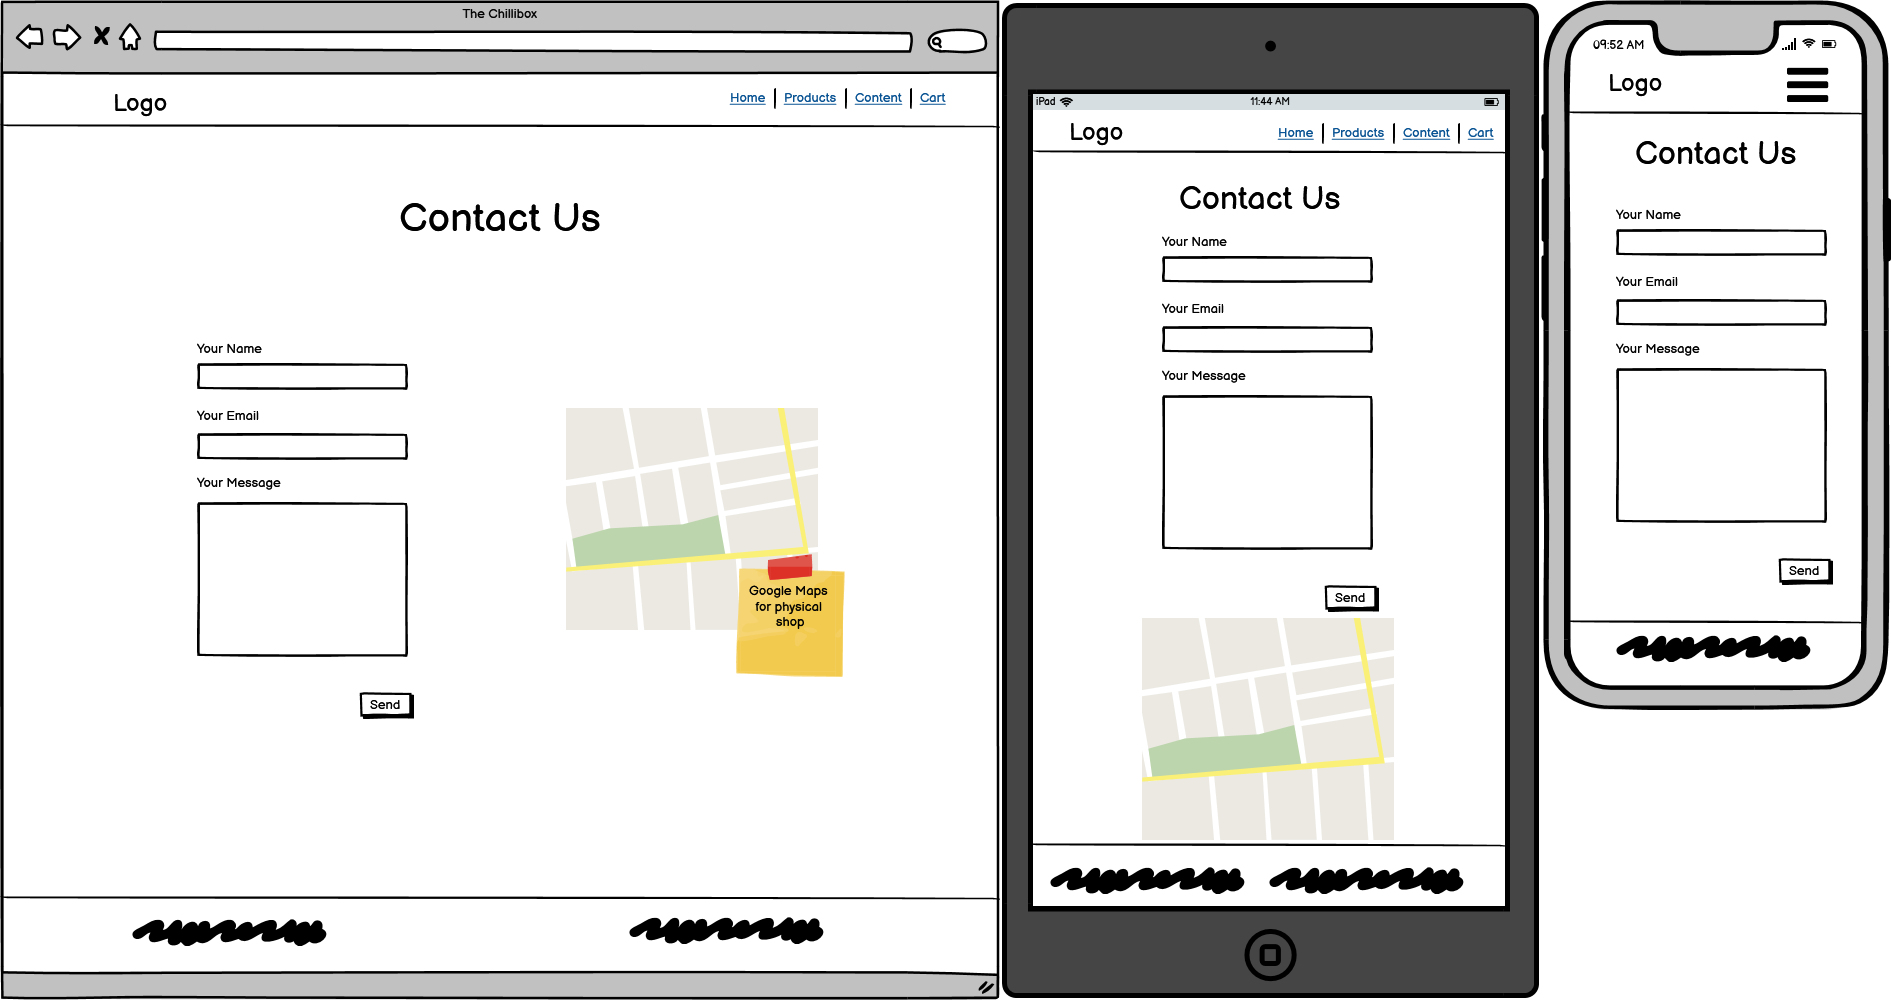 The Chillibox
Logo
Home | Products | Content | Cart
Contact Us
Your Name
Your Email
Your Message
Send
Google Maps
for physical
shop
iPad
11:44 AM
Logo
Home | Products | Content | Cart
Contact Us
Your Name
Your Email
Your Message
Send
09:52 AM
Logo
Contact Us
Your Name
Your Email
Your Message
Send